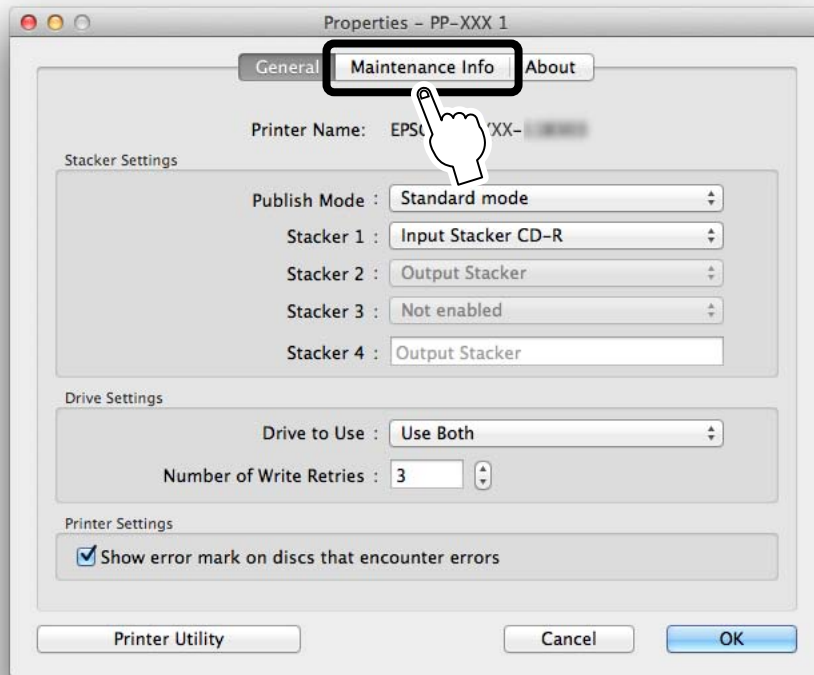 Properties – PP-XXX 1
General Maintenance Info About
Printer Name: EPSO XX-
Stacker Settings
Publish Mode : Standard mode
Stacker 1 : Input Stacker CD-R
Stacker 2 : Output Stacker
Stacker 3 : Not enabled
Stacker 4 : Output Stacker
Drive Settings
Drive to Use : Use Both
Number of Write Retries : 3
Printer Settings
Show error mark on discs that encounter errors
Printer Utility Cancel OK